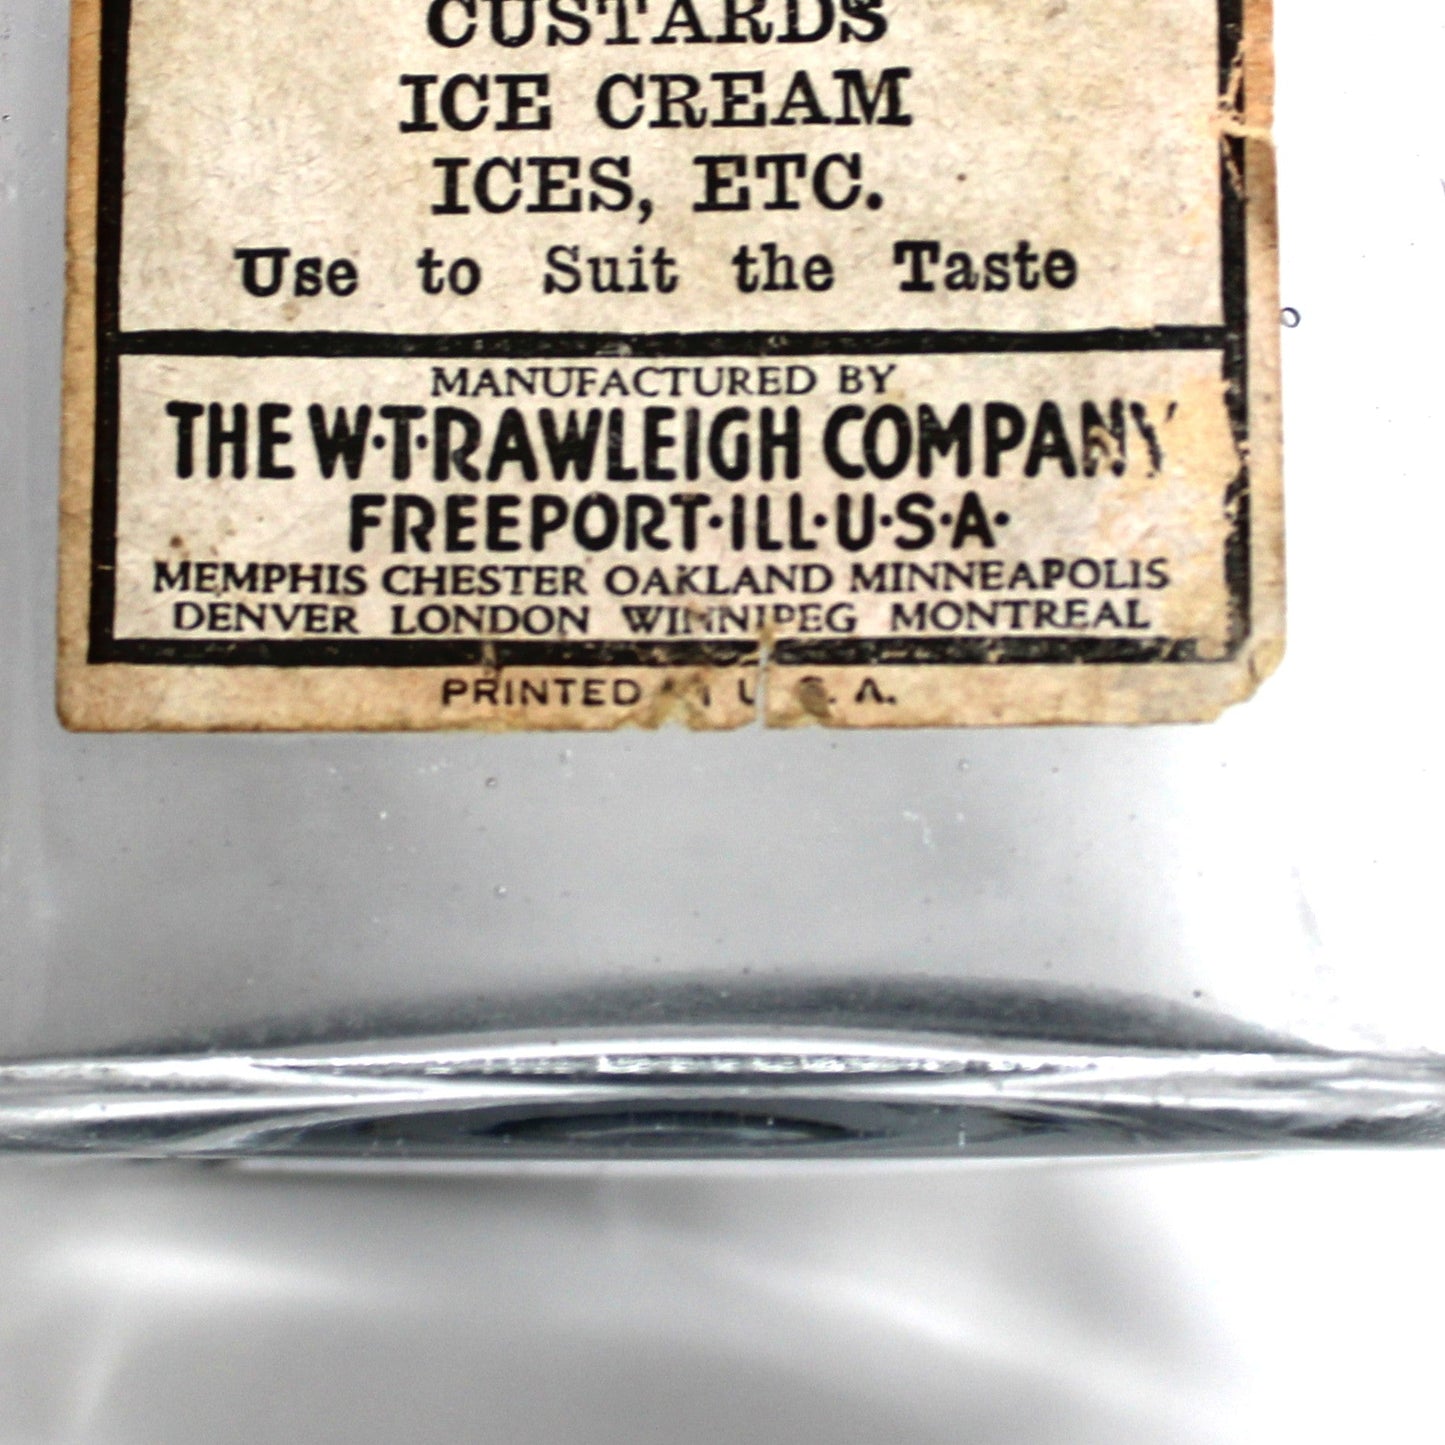 CUSTARDS
ICE CREAM
ICES, ETC.
Use to Suit the Taste
MANUFACTURED BY
THE W·T·RAWLEIGH COMPANY
FREEPORT·ILL·U·S·A·
MEMPHIS CHESTER OAKLAND MINNEAPOLIS
DENVER LONDON WINNIPEG MONTREAL
PRINTED IN U. S. A.